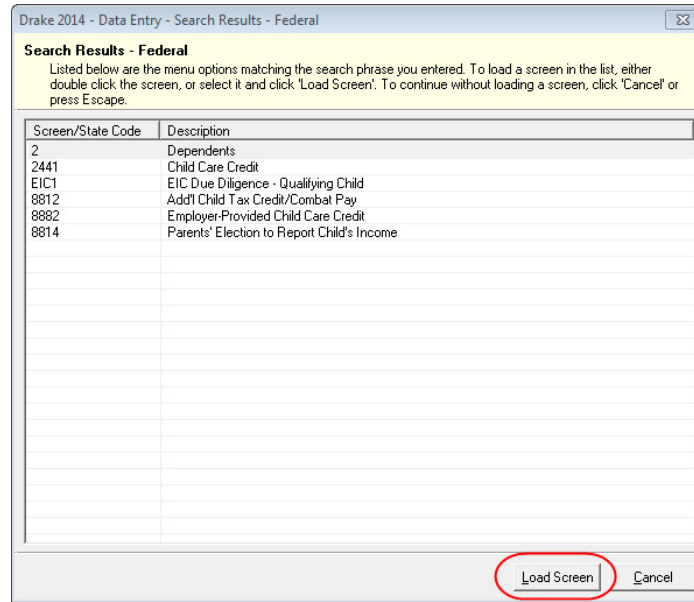 Drake 2014 - Data Entry - Search Results - Federal
Search Results - Federal
Listed below are the menu options matching the search phrase you entered. To load a screen in the list, either
double click the screen, or select it and click 'Load Screen'. To continue without loading a screen, click 'Cancel' or
press Escape.
Screen/State Code Description
2 Dependents
2441 Child Care Credit
EIC1 EIC Due Diligence - Qualifying Child
8812 Add'l Child Tax Credit/Combat Pay
8882 Employer-Provided Child Care Credit
8814 Parents' Election to Report Child's Income
Load Screen Cancel